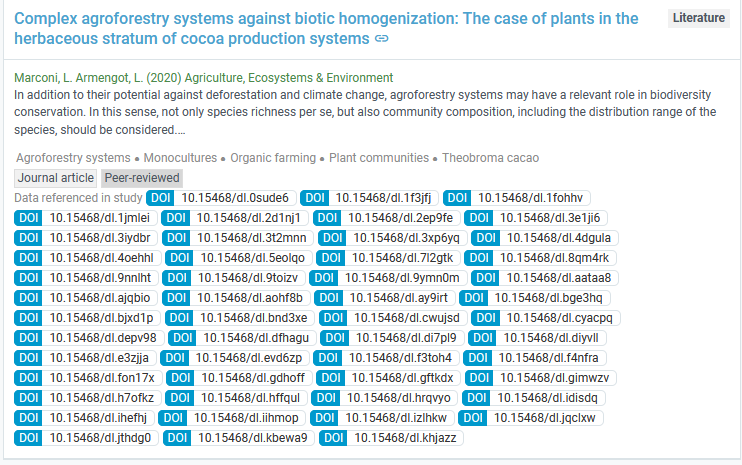 Complex agroforestry systems against biotic homogenization: The case of plants in the
herbaceous stratum of cocoa production systems
Literature
Marconi, L. Armengot, L. (2020) Agriculture, Ecosystems & Environment
In addition to their potential against deforestation and climate change, agroforestry systems may have a relevant role in biodiversity
conservation. In this sense, not only species richness per se, but also community composition, including the distribution range of the
species, should be considered....
Agroforestry systems • Monocultures • Organic farming • Plant communities • Theobroma cacao
Journal article Peer-reviewed
Data referenced in study DOI 10.15468/dl.0sude6 DOI 10.15468/dl.1f3jfj DOI 10.15468/dl.1fohhv
DOI 10.15468/dl.1jmlei DOI 10.15468/dl.2d1nj1 DOI 10.15468/dl.2ep9fe DOI 10.15468/dl.3e1ji6
DOI 10.15468/dl.3iydbr DOI 10.15468/dl.3t2mnn DOI 10.15468/dl.3xp6yq DOI 10.15468/dl.4dgula
DOI 10.15468/dl.4oehhl DOI 10.15468/dl.5eolqo DOI 10.15468/dl.7l2gtk DOI 10.15468/dl.8qm4rk
DOI 10.15468/dl.9nnlht DOI 10.15468/dl.9toizv DOI 10.15468/dl.9ymn0m DOI 10.15468/dl.aataa8
DOI 10.15468/dl.ajqbio DOI 10.15468/dl.aohf8b DOI 10.15468/dl.ay9irt DOI 10.15468/dl.bge3hq
DOI 10.15468/dl.bjxd1p DOI 10.15468/dl.bnd3xe DOI 10.15468/dl.cwujsd DOI 10.15468/dl.cyacpq
DOI 10.15468/dl.depv98 DOI 10.15468/dl.dfhagu DOI 10.15468/dl.di7pl9 DOI 10.15468/dl.diyvll
DOI 10.15468/dl.e3zjja DOI 10.15468/dl.evd6zp DOI 10.15468/dl.f3toh4 DOI 10.15468/dl.f4nfra
DOI 10.15468/dl.fon17x DOI 10.15468/dl.gdhoff DOI 10.15468/dl.gftkdx DOI 10.15468/dl.gimwzv
DOI 10.15468/dl.h7ofkz DOI 10.15468/dl.hffqul DOI 10.15468/dl.hrqvyo DOI 10.15468/dl.idisdq
DOI 10.15468/dl.ihefhj DOI 10.15468/dl.iihmop DOI 10.15468/dl.izlhkw DOI 10.15468/dl.jqclxw
DOI 10.15468/dl.jthdg0 DOI 10.15468/dl.kbewa9 DOI 10.15468/dl.khjazz